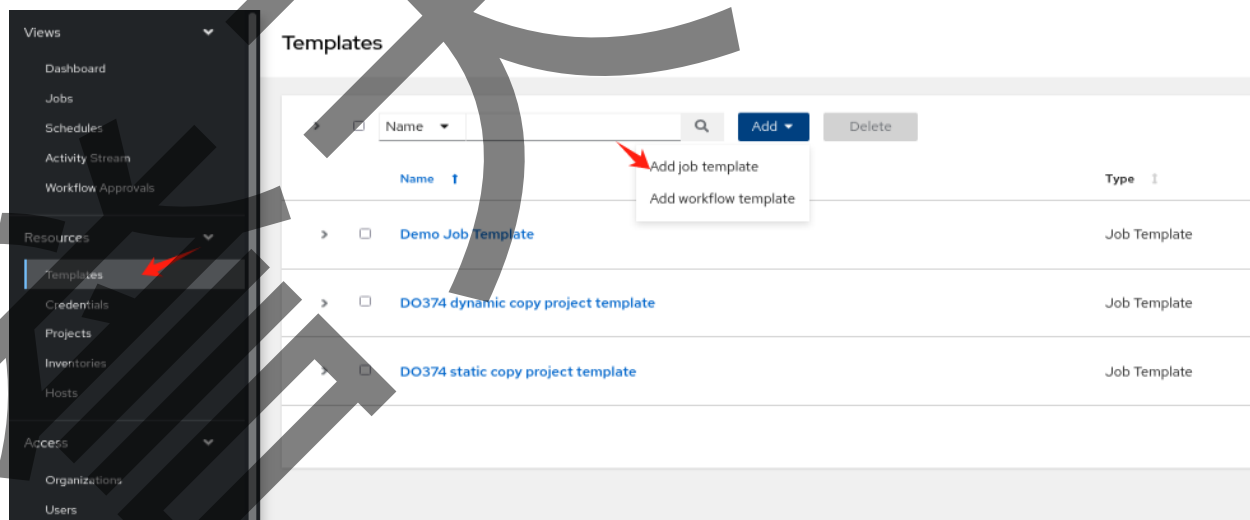 Views
Dashboard
Jobs
Schedules
Activity Stream
Workflow Approvals
Resources
Templates
Credentials
Projects
Inventories
Hosts
Access
Organizations
Users
Templates
Name
Add
Delete
Add job template
Add workflow template
Name
Type
Demo Job Template
Job Template
DO374 dynamic copy project template
Job Template
DO374 static copy project template
Job Template